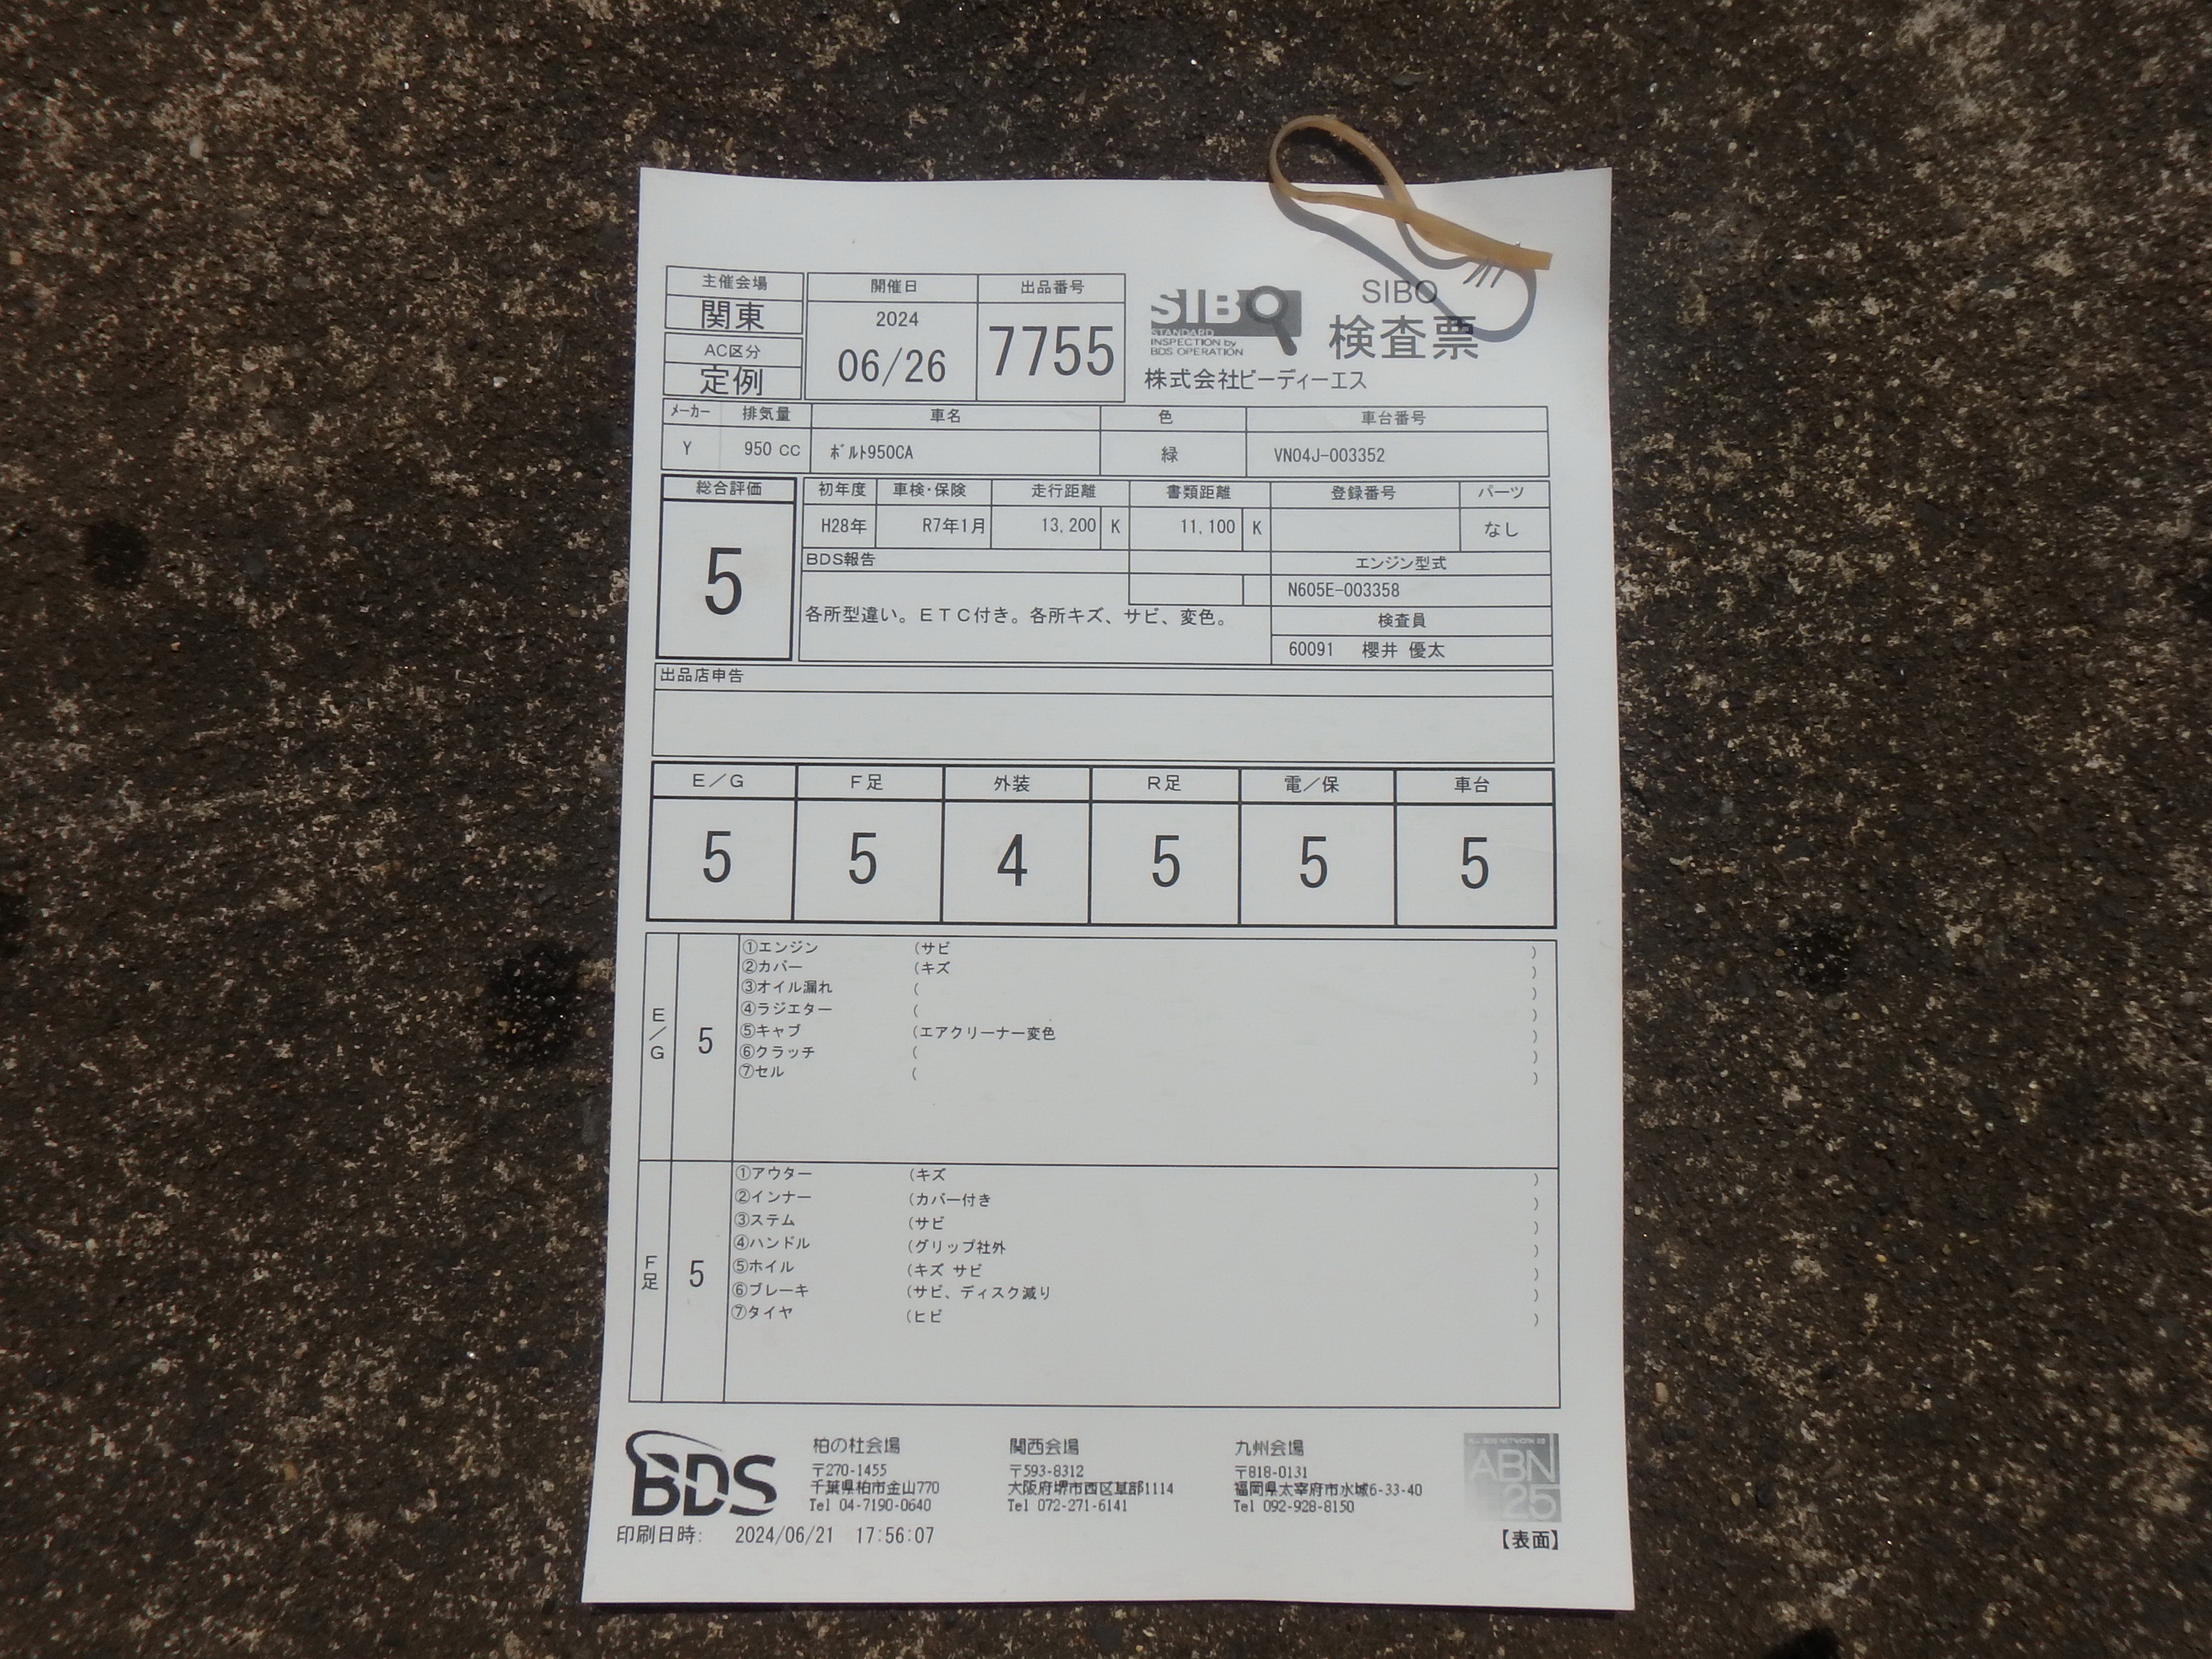 主催会場
関東
AC区分
定例
開催日
2024
06/26
出品番号
7755
SIBO
STANDARD
INSPECTION by
BDS OPERATION
SIBO
検査票
株式会社ビーディーエス
メーカー 排気量 車名 色 車台番号
Y 950 CC ﾎﾞﾙﾄ950CA 緑 VN04J-003352
総合評価
5
初年度 車検・保険 走行距離 書類距離 登録番号 パーツ
H28年 R7年1月 13,200 K 11,100 K なし
BDS報告
各所型違い。ＥＴＣ付き。各所キズ、サビ、変色。
エンジン型式
N605E-003358
検査員
60091 櫻井 優太
出品店申告
Ｅ／Ｇ Ｆ足 外装 Ｒ足 電／保 車台
5 5 4 5 5 5
Ｅ／Ｇ
5
①エンジン (サビ )
②カバー (キズ )
③オイル漏れ ( )
④ラジエター ( )
⑤キャブ (エアクリーナー変色 )
⑥クラッチ ( )
⑦セル ( )
Ｆ足
5
①アウター (キズ )
②インナー (カバー付き )
③ステム (サビ )
④ハンドル (グリップ社外 )
⑤ホイル (キズ サビ )
⑥ブレーキ (サビ、ディスク減り )
⑦タイヤ (ヒビ )
BDS
柏の杜会場
〒270-1455
千葉県柏市金山770
Tel 04-7190-0640
関西会場
〒593-8312
大阪府堺市西区草部1114
Tel 072-271-6141
九州会場
〒818-0131
福岡県太宰府市水城6-33-40
Tel 092-928-8150
ABN
25
印刷日時: 2024/06/21 17:56:07
【表面】